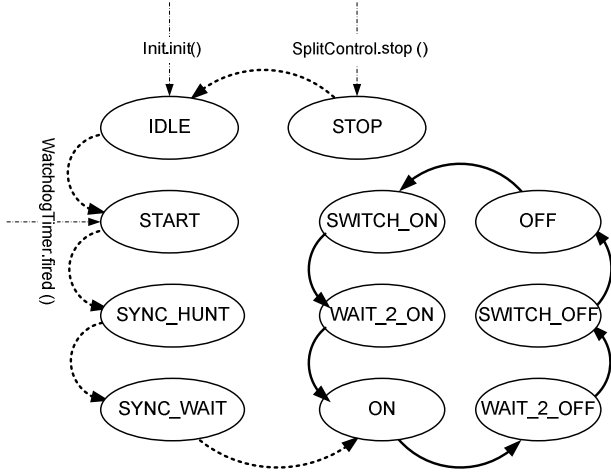 Init.init()
SplitControl.stop ()
IDLE
STOP
WatchdogTimer.fired ()
START
SWITCH_ON
OFF
SYNC_HUNT
WAIT_2_ON
SWITCH_OFF
SYNC_WAIT
ON
WAIT_2_OFF